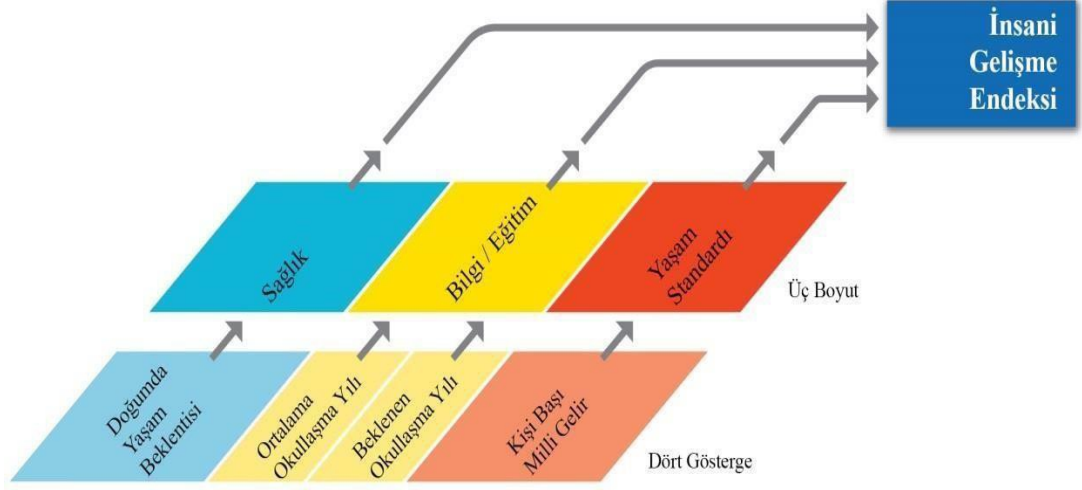 İnsani
Gelişme
Endeksi
Sağlık
Bilgi / Eğitim
Yaşam
Standardı
Üç Boyut
Doğumda
Yaşam
Beklentisi
Ortalama
Okullaşma Yılı
Beklenen
Okullaşma Yılı
Kişi Başı
Milli Gelir
Dört Gösterge